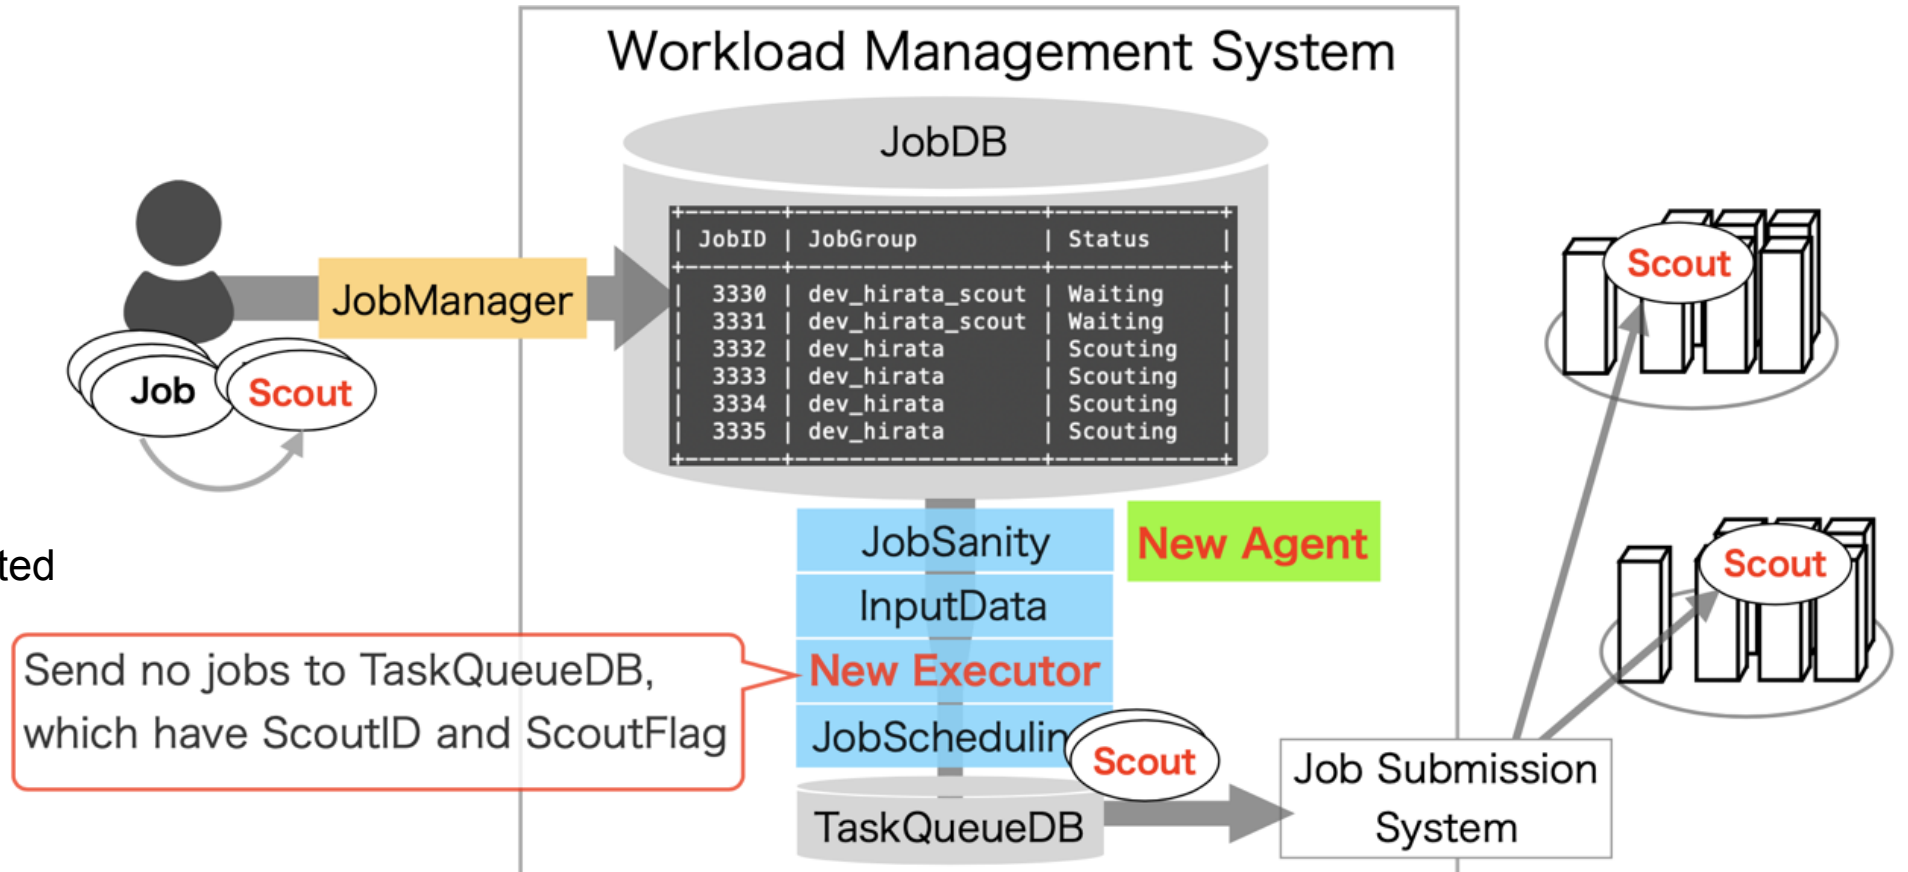 Workload Management System
JobDB
| JobID | JobGroup | Status |
| 3330 | dev_hirata_scout | Waiting |
| 3331 | dev_hirata_scout | Waiting |
| 3332 | dev_hirata | Scouting |
| 3333 | dev_hirata | Scouting |
| 3334 | dev_hirata | Scouting |
| 3335 | dev_hirata | Scouting |
JobManager
Job
Scout
Scout
Scout
JobSanity
New Agent
InputData
New Executor
JobSchedulin
Scout
TaskQueueDB
Job Submission
System
ted
Send no jobs to TaskQueueDB,
which have ScoutID and ScoutFlag